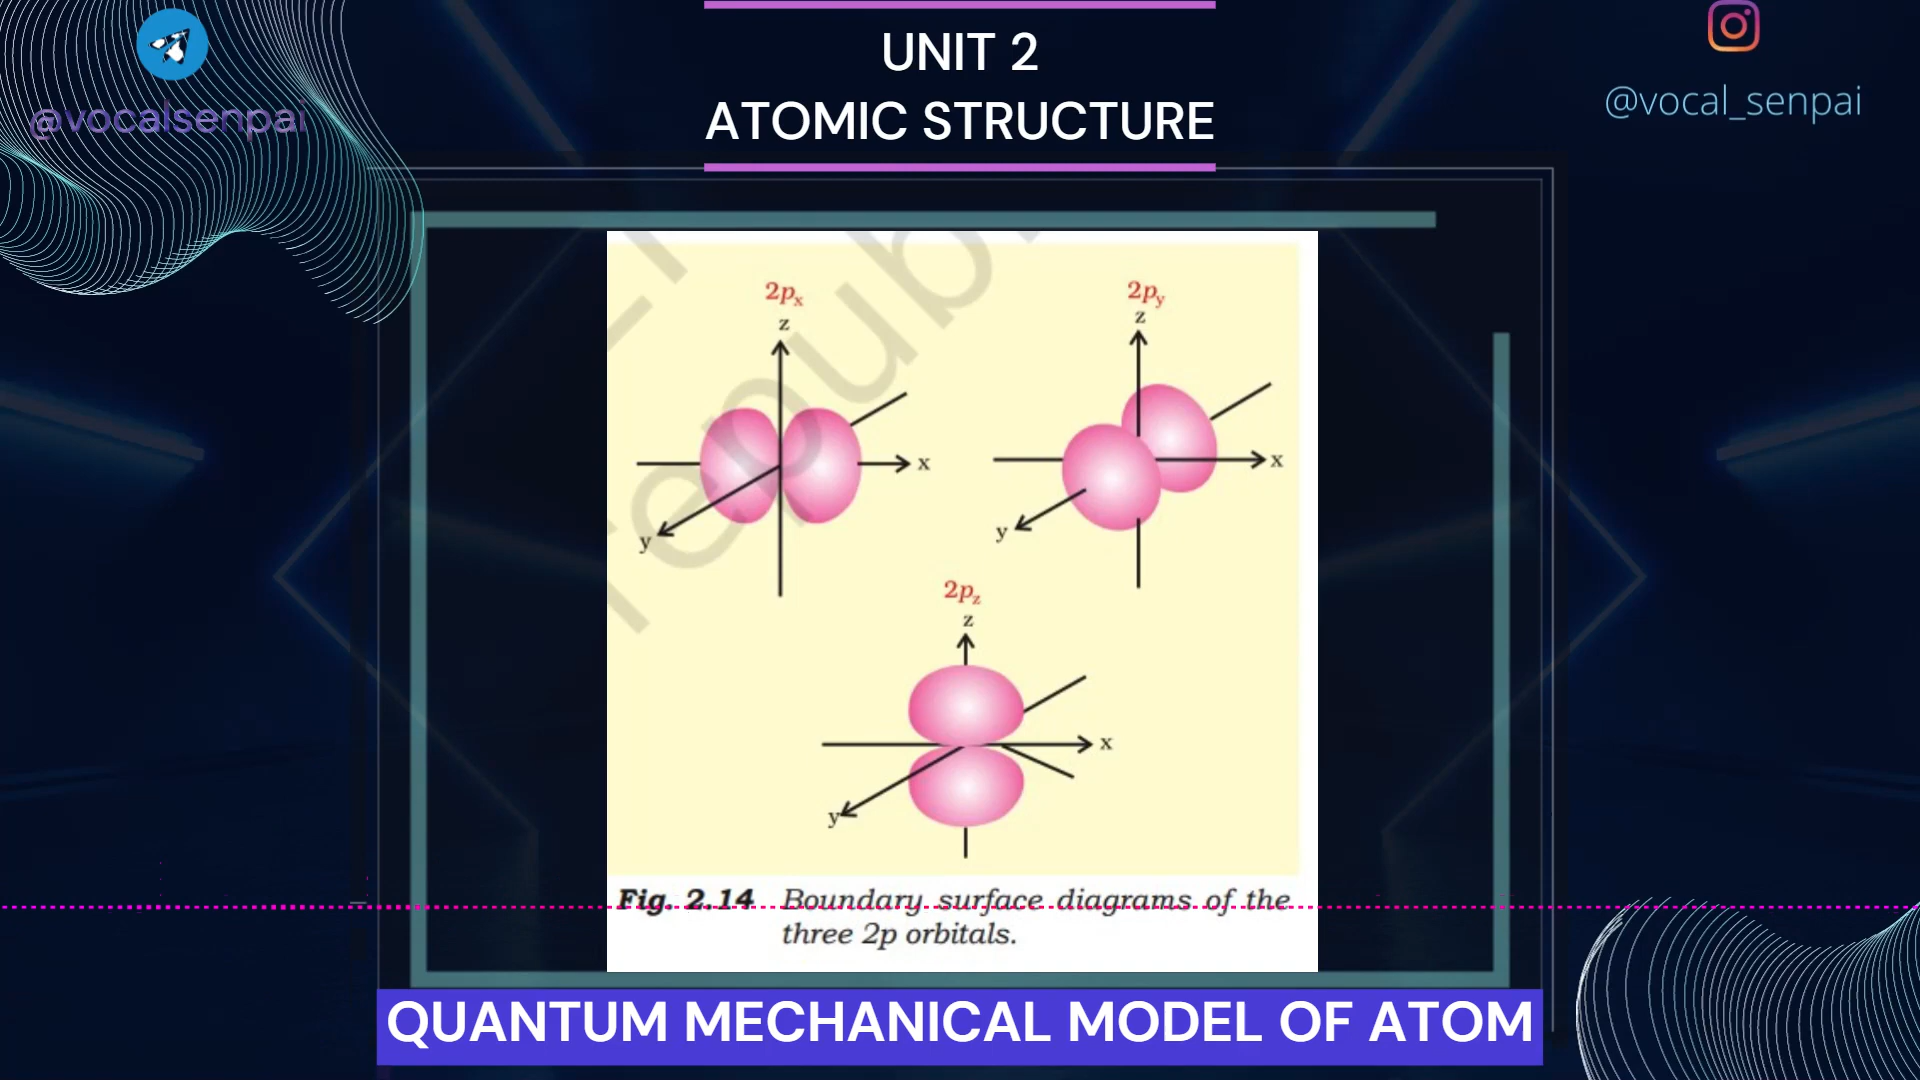 UNIT 2
ATOMIC STRUCTURE
@vocalsenpai
@vocal_senpai
2px
z
x
y
2py
z
x
y
2pz
z
x
y
republ
Fig. 2.14 Boundary surface diagrams of the
three 2p orbitals.
QUANTUM MECHANICAL MODEL OF ATOM